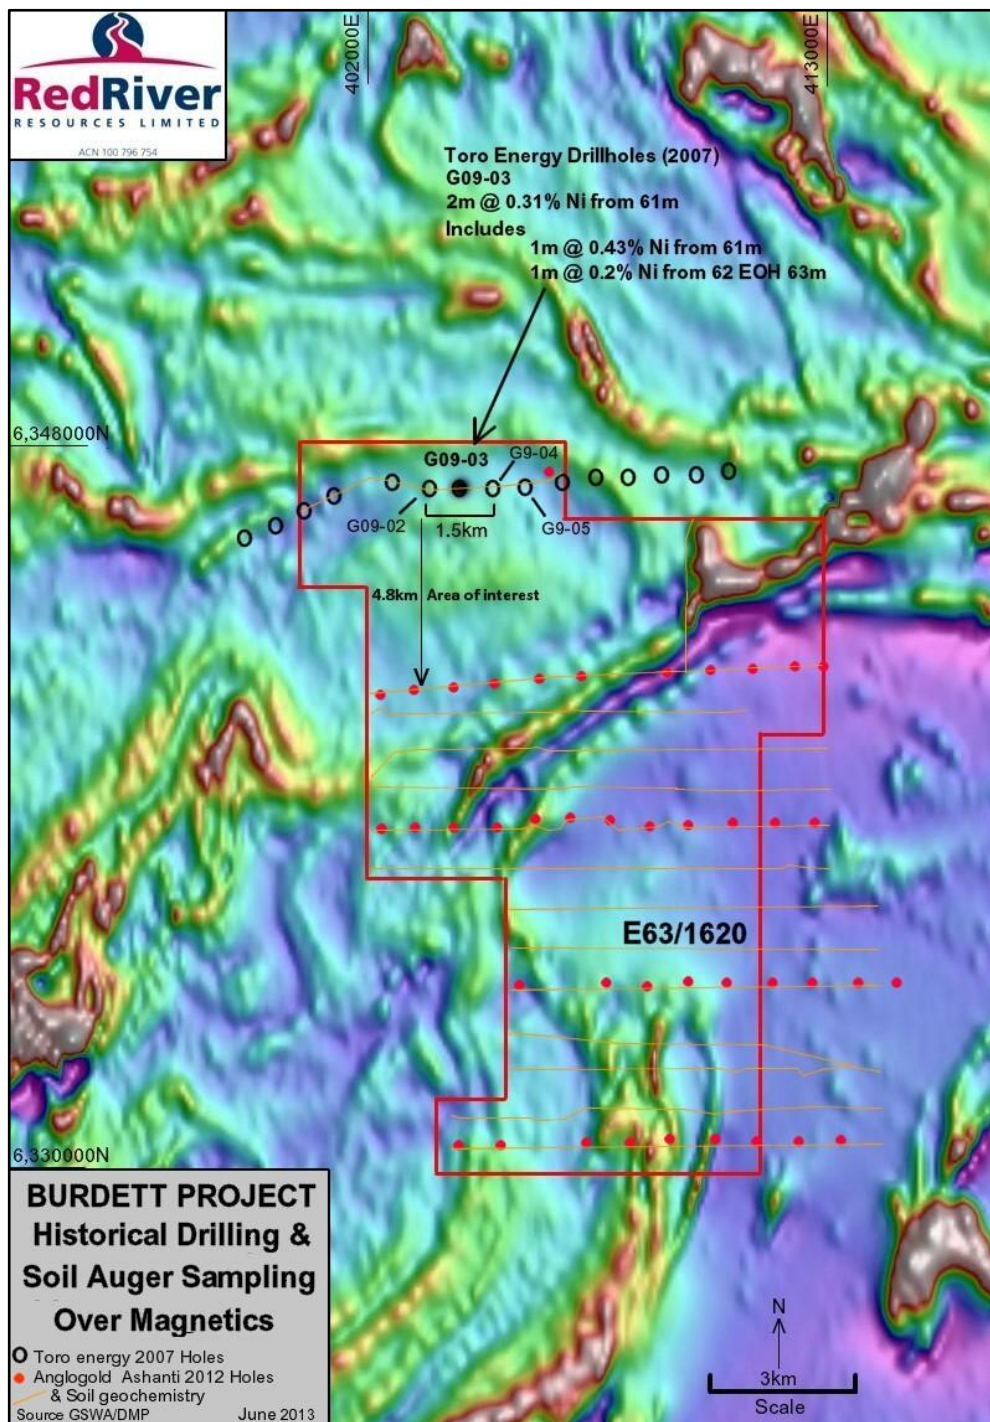 RedRiver
RESOURCES LIMITED
ACN 100 796 754
402000E
413000E
Toro Energy Drillholes (2007)
G09-03
2m @ 0.31% Ni from 61m
Includes
1m @ 0.43% Ni from 61m
1m @ 0.2% Ni from 62 EOH 63m
6,348000N
G09-03
G9-04
G09-02
1.5km
G9-05
4.8km Area of interest
E63/1620
6,330000N
BURDETT PROJECT
Historical Drilling &
Soil Auger Sampling
Over Magnetics
Toro energy 2007 Holes
Anglogold Ashanti 2012 Holes
& Soil geochemistry
Source GSWA/DMP June 2013
N
3km
Scale